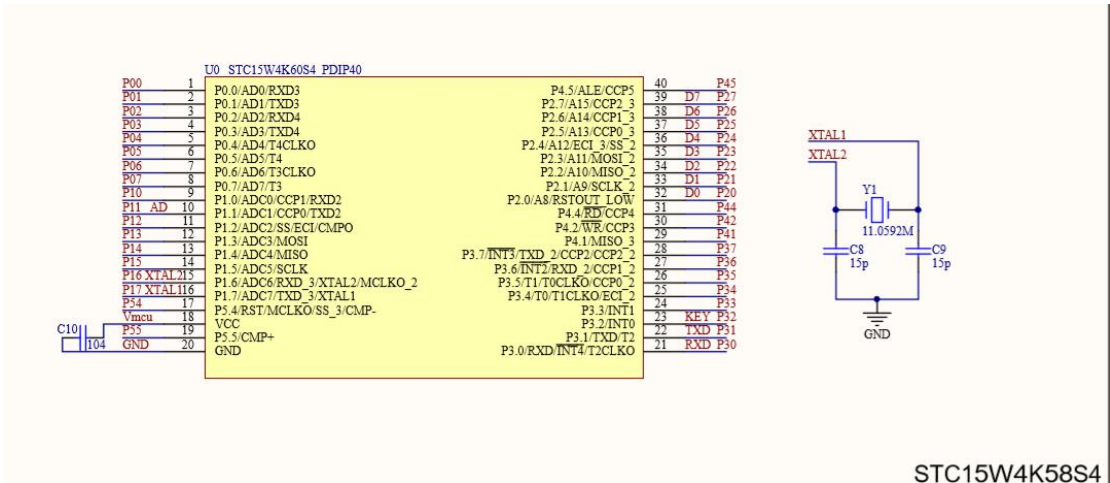 U0 STC15W4K60S4 PDIP40
P00 1 P0.0/AD0/RXD3 P4.5/ALE/CCP5 40 P45
P01 2 P0.1/AD1/TXD3 P2.7/A15/CCP2_3 39 D7 P27
P02 3 P0.2/AD2/RXD4 P2.6/A14/CCP1_3 38 D6 P26
P03 4 P0.3/AD3/TXD4 P2.5/A13/CCP0_3 37 D5 P25
P04 5 P0.4/AD4/T4CLKO P2.4/A12/ECI_3/SS_2 36 D4 P24
P05 6 P0.5/AD5/T4 P2.3/A11/MOSI_2 35 D3 P23
P06 7 P0.6/AD6/T3CLKO P2.2/A10/MISO_2 34 D2 P22
P07 8 P0.7/AD7/T3 P2.1/A9/SCLK_2 33 D1 P21
P10 9 P1.0/ADC0/CCP1/RXD2 P2.0/A8/RSTOUT_LOW 32 D0 P20
P11 AD 10 P1.1/ADC1/CCP0/TXD2 P4.4/RD/CCP4 31 P44
P12 11 P1.2/ADC2/SS/ECI/CMPO P4.2/WR/CCP3 30 P42
P13 12 P1.3/ADC3/MOSI P4.1/MISO_3 29 P41
P14 13 P1.4/ADC4/MISO P3.7/INT3/TXD_2/CCP2/CCP2_2 28 P37
P15 14 P1.5/ADC5/SCLK P3.6/INT2/RXD_2/CCP1_2 27 P36
P16 XTAL2 15 P1.6/ADC6/RXD_3/XTAL2/MCLKO_2 P3.5/T1/T0CLKO/CCP0_2 26 P35
P17 XTAL1 16 P1.7/ADC7/TXD_3/XTAL1 P3.4/T0/T1CLKO/ECI_2 25 P34
P54 17 P5.4/RST/MCLKO/SS_3/CMP- P3.3/INT1 24 P33
Vmcu 18 VCC P3.2/INT0 23 KEY P32
P55 19 P5.5/CMP+ P3.1/TXD/T2 22 TXD P31
GND 20 GND P3.0/RXD/INT4/T2CLKO 21 RXD P30
C10
104
XTAL1
XTAL2
Y1
11.0592M
C8 C9
15p 15p
GND
STC15W4K58S4